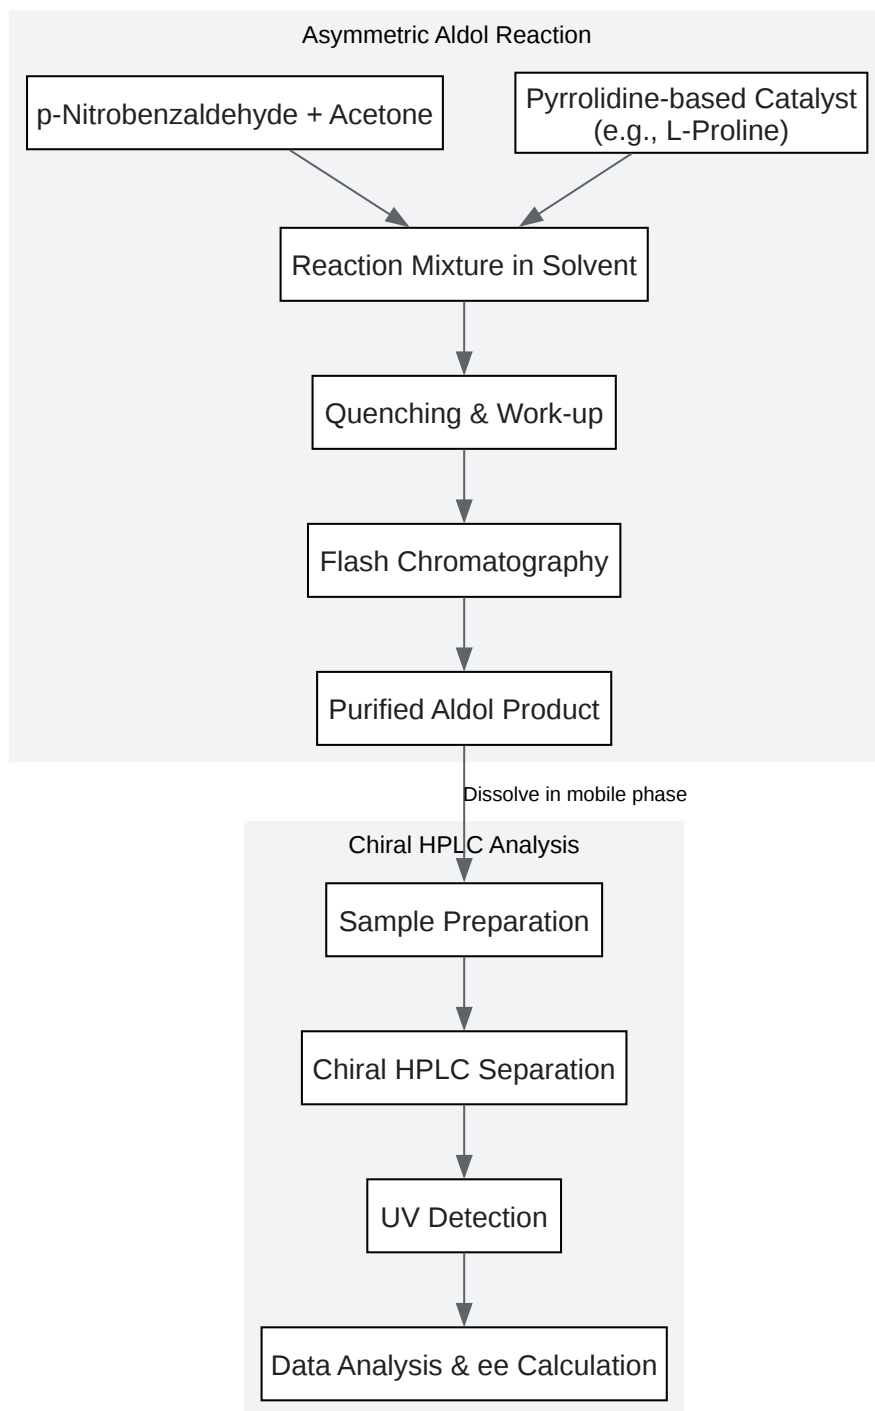 Asymmetric Aldol Reaction
p-Nitrobenzaldehyde + Acetone
Pyrrolidine-based Catalyst
(e.g., L-Proline)
Reaction Mixture in Solvent
Quenching & Work-up
Flash Chromatography
Purified Aldol Product
Dissolve in mobile phase
Chiral HPLC Analysis
Sample Preparation
Chiral HPLC Separation
UV Detection
Data Analysis & ee Calculation